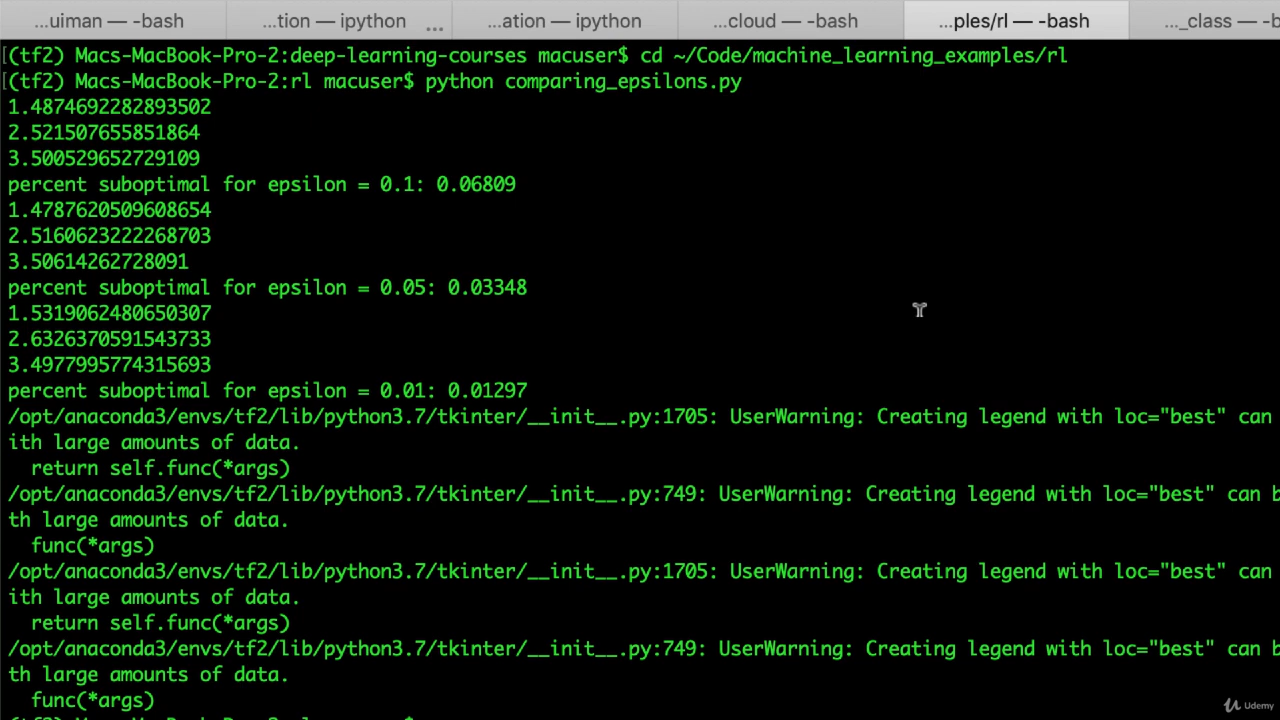 ...uiman — -bash ...tion — ipython ... ...ation — ipython ...cloud — -bash ...ples/rl — -bash ..._class — -b
[(tf2) Macs-MacBook-Pro-2:deep-learning-courses macuser$ cd ~/Code/machine_learning_examples/rl
[(tf2) Macs-MacBook-Pro-2:rl macuser$ python comparing_epsilons.py
1.4874692282893502
2.521507655851864
3.500529652729109
percent suboptimal for epsilon = 0.1: 0.06809
1.4787620509608654
2.5160623222268703
3.50614262728091
percent suboptimal for epsilon = 0.05: 0.03348
1.5319062480650307
2.6326370591543733
3.4977995774315693
percent suboptimal for epsilon = 0.01: 0.01297
/opt/anaconda3/envs/tf2/lib/python3.7/tkinter/__init__.py:1705: UserWarning: Creating legend with loc="best" can
ith large amounts of data.
  return self.func(*args)
/opt/anaconda3/envs/tf2/lib/python3.7/tkinter/__init__.py:749: UserWarning: Creating legend with loc="best" can b
th large amounts of data.
  func(*args)
/opt/anaconda3/envs/tf2/lib/python3.7/tkinter/__init__.py:1705: UserWarning: Creating legend with loc="best" can
ith large amounts of data.
  return self.func(*args)
/opt/anaconda3/envs/tf2/lib/python3.7/tkinter/__init__.py:749: UserWarning: Creating legend with loc="best" can b
th large amounts of data.
  func(*args)
Udemy